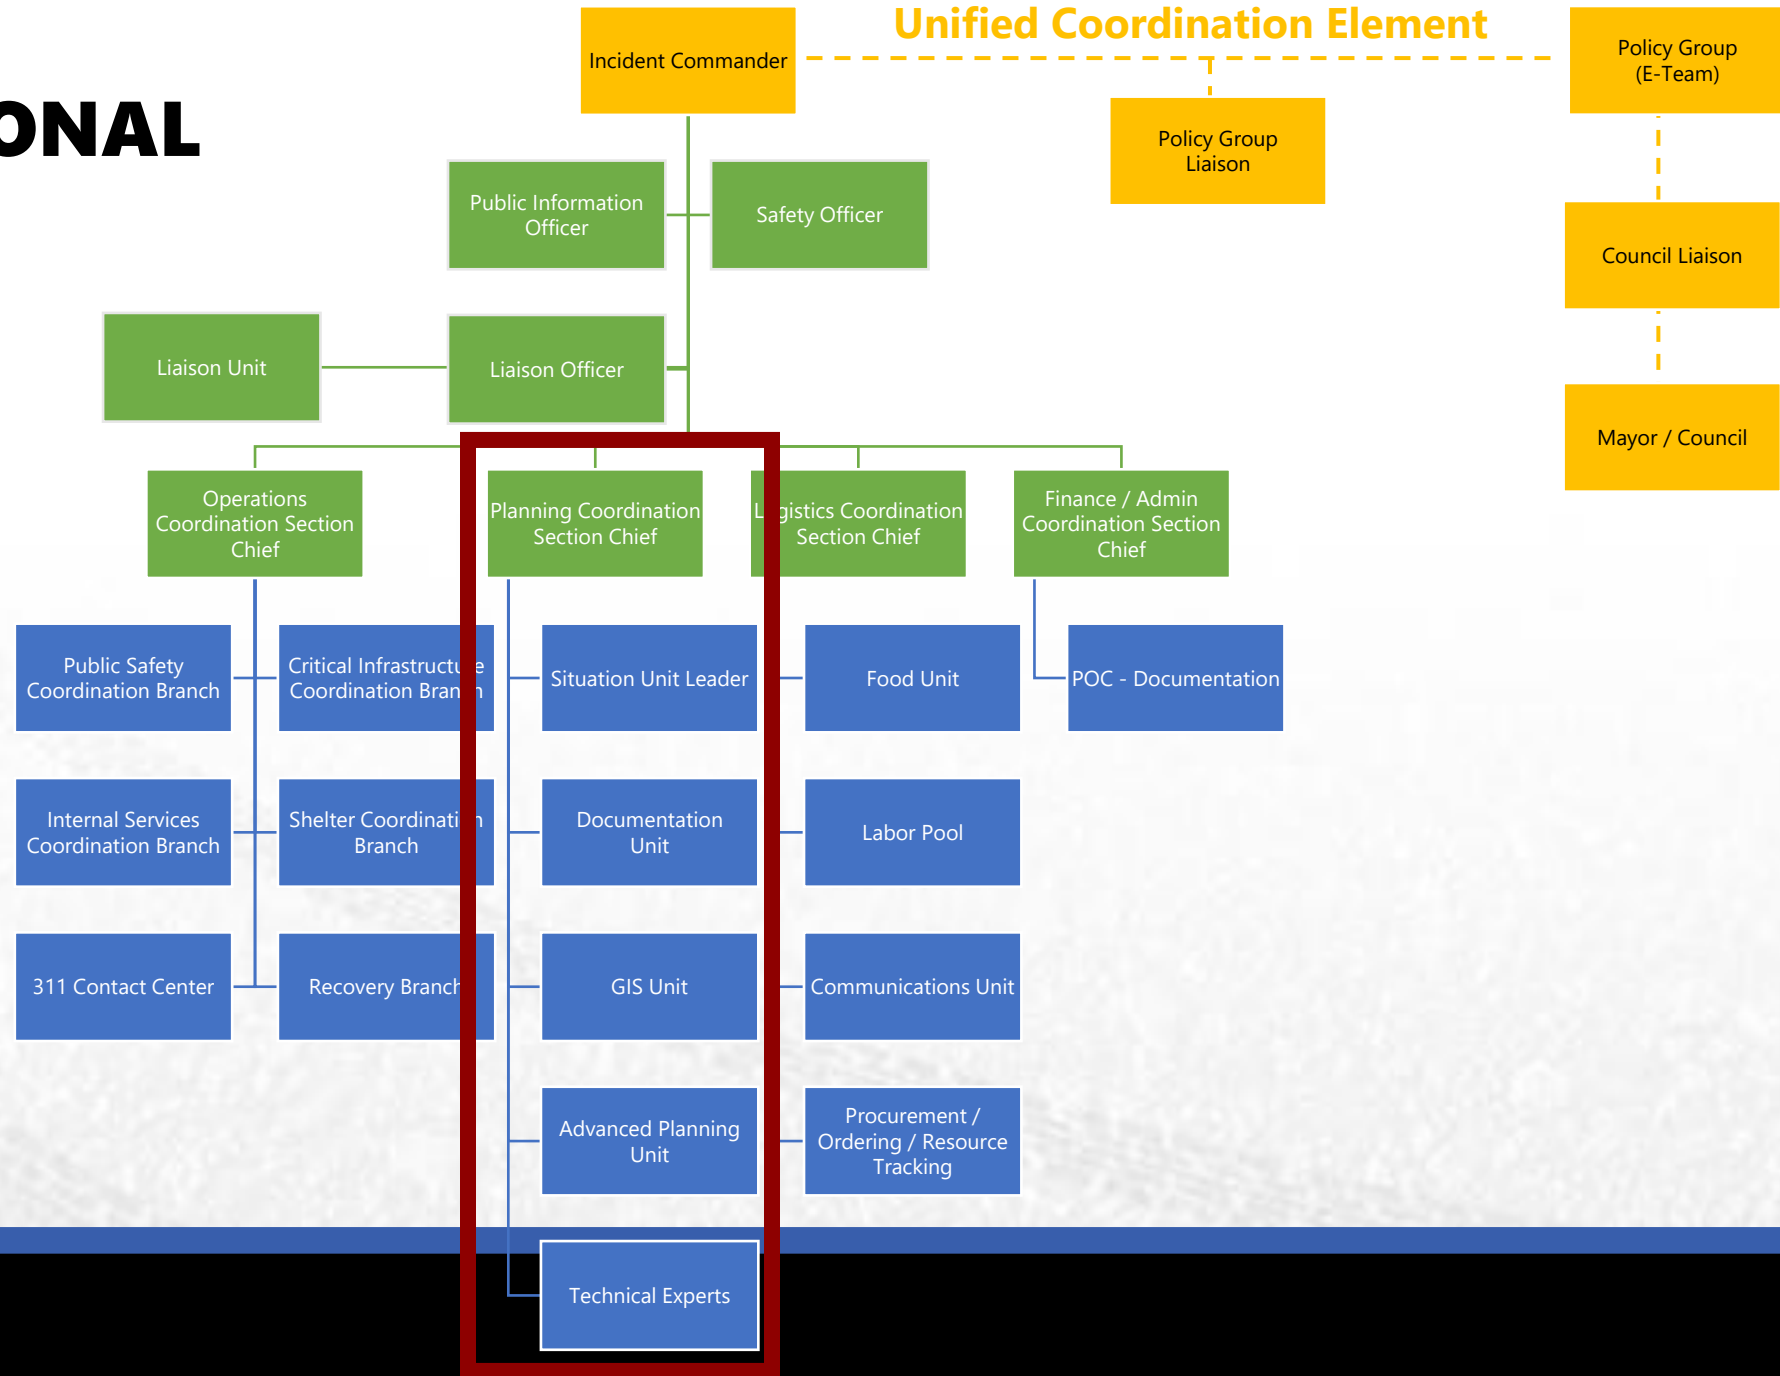 Unified Coordination Element
Incident Commander
Policy Group
(E-Team)
ONAL
Policy Group
Liaison
Public Information
Officer
Safety Officer
Council Liaison
Liaison Unit
Liaison Officer
Mayor / Council
Operations
Coordination Section
Chief
Planning Coordination
Section Chief
Logistics Coordination
Section Chief
Finance / Admin
Coordination Section
Chief
Public Safety
Coordination Branch
Critical Infrastructure
Coordination Branch
Situation Unit Leader
Food Unit
POC - Documentation
Internal Services
Coordination Branch
Shelter Coordination
Branch
Documentation
Unit
Labor Pool
311 Contact Center
Recovery Branch
GIS Unit
Communications Unit
Advanced Planning
Unit
Procurement /
Ordering / Resource
Tracking
Technical Experts